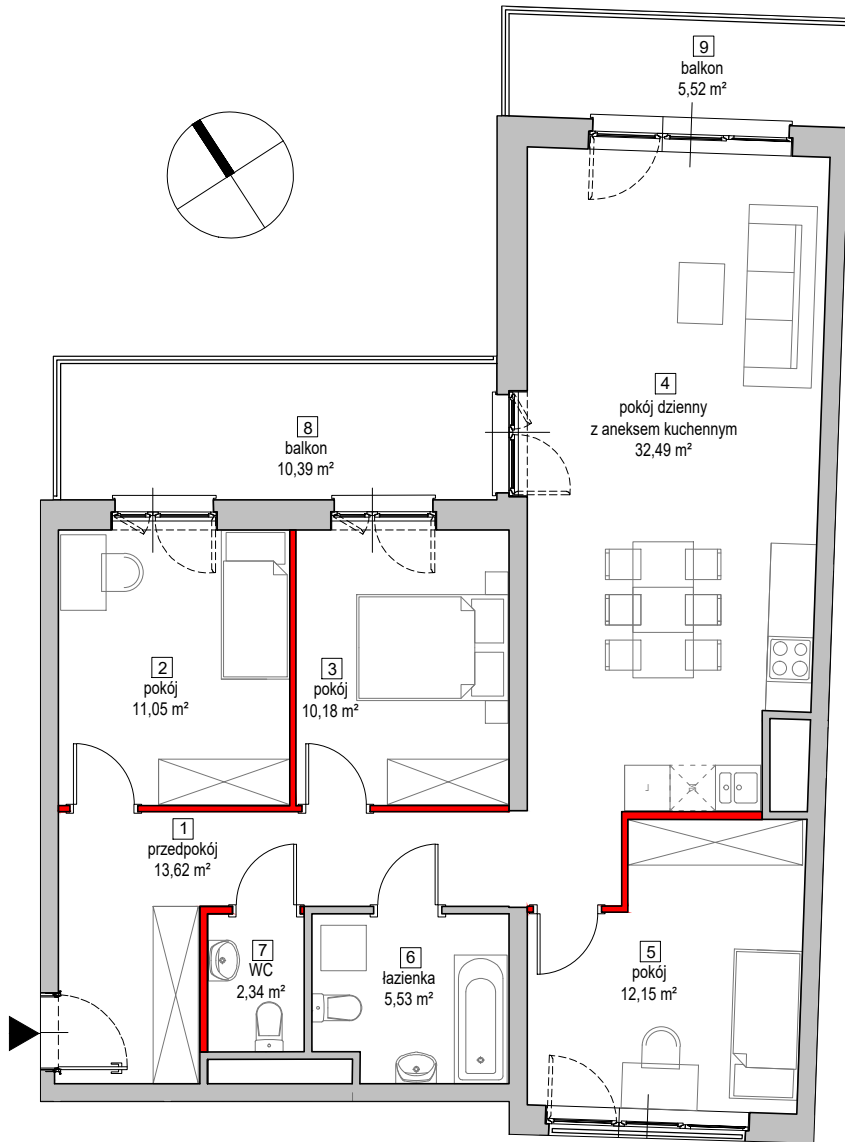 9
balkon
5,52 m²
4
pokój dzienny
z aneksem kuchennym
32,49 m²
8
balkon
10,39 m²
2
pokój
11,05 m²
3
pokój
10,18 m²
1
przedpokój
13,62 m²
7
WC
2,34 m²
6
łazienka
5,53 m²
5
pokój
12,15 m²